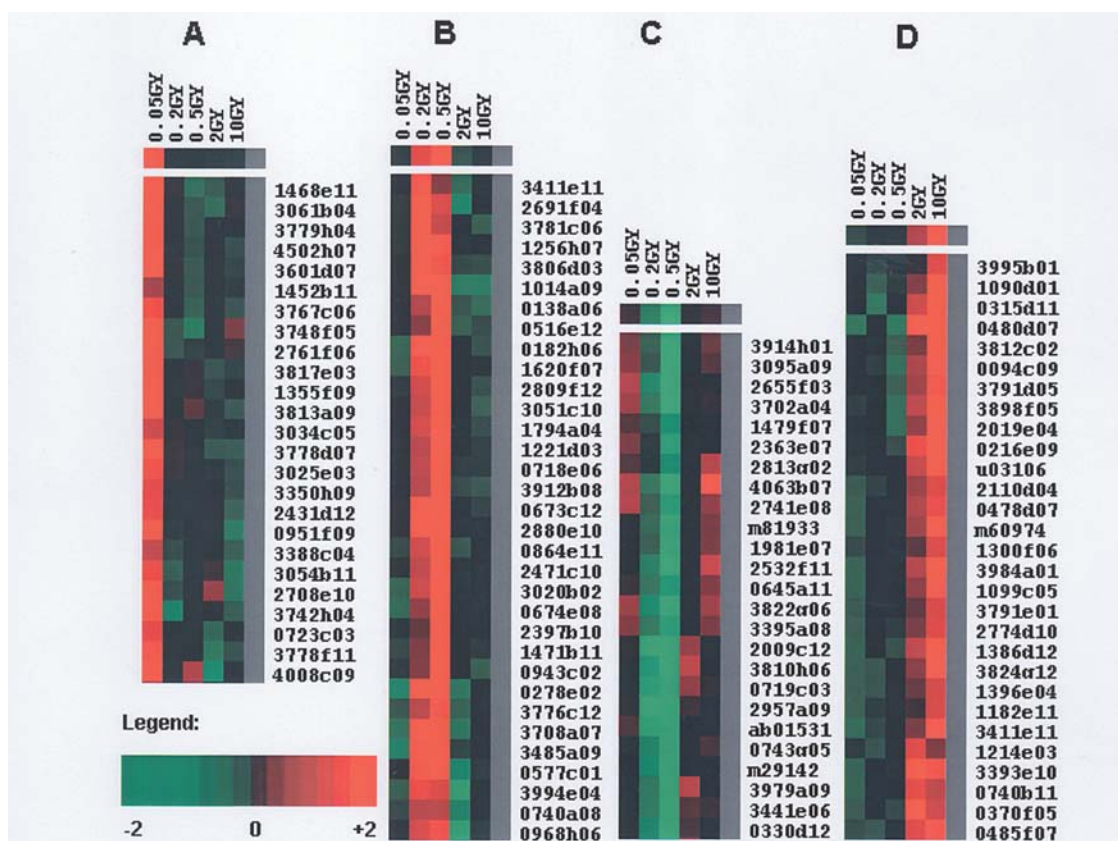 A
B
C
D
0.05GY
0.2GY
0.5GY
2GY
10GY
1468e11
3061b04
3779h04
4502h07
3601d07
1452b11
3767c06
3748f05
2761f06
3817e03
1355f09
3813a09
3034c05
3778d07
3025e03
3350h09
2431d12
0951f09
3388c04
3054b11
2708e10
3742h04
0723c03
3778f11
4008c09
Legend:
-2 0 +2
0.05GY
0.2GY
0.5GY
2GY
10GY
3411e11
2691f04
3781c06
1256h07
3806d03
1014a09
0138a06
0516e12
0182h06
1620f07
2809f12
3051c10
1794a04
1221d03
0718e06
3912b08
0673c12
2880e10
0864e11
2471c10
3020b02
0674e08
2397b10
1471b11
0943c02
0278e02
3776c12
3708a07
3485a09
0577c01
3994e04
0740a08
0968h06
0.05GY
0.2GY
0.5GY
2GY
10GY
3914h01
3095a09
2655f03
3702a04
1479f07
2363e07
2813g02
4063b07
2741e08
m81933
1981e07
2532f11
0645a11
3822g06
3395a08
2009c12
3810h06
0719c03
2957a09
ab01531
0743g05
m29142
3979a09
3441e06
0330d12
0.05GY
0.2GY
0.5GY
2GY
10GY
3995b01
1090d01
0315d11
0480d07
3812c02
0094c09
3791d05
3898f05
2019e04
0216e09
u03106
2110d04
0478d07
m60974
1300f06
3984a01
1099c05
3791e01
2774d10
1386d12
3824g12
1396e04
1182e11
3411e11
1214e03
3393e10
0740b11
0370f05
0485f07